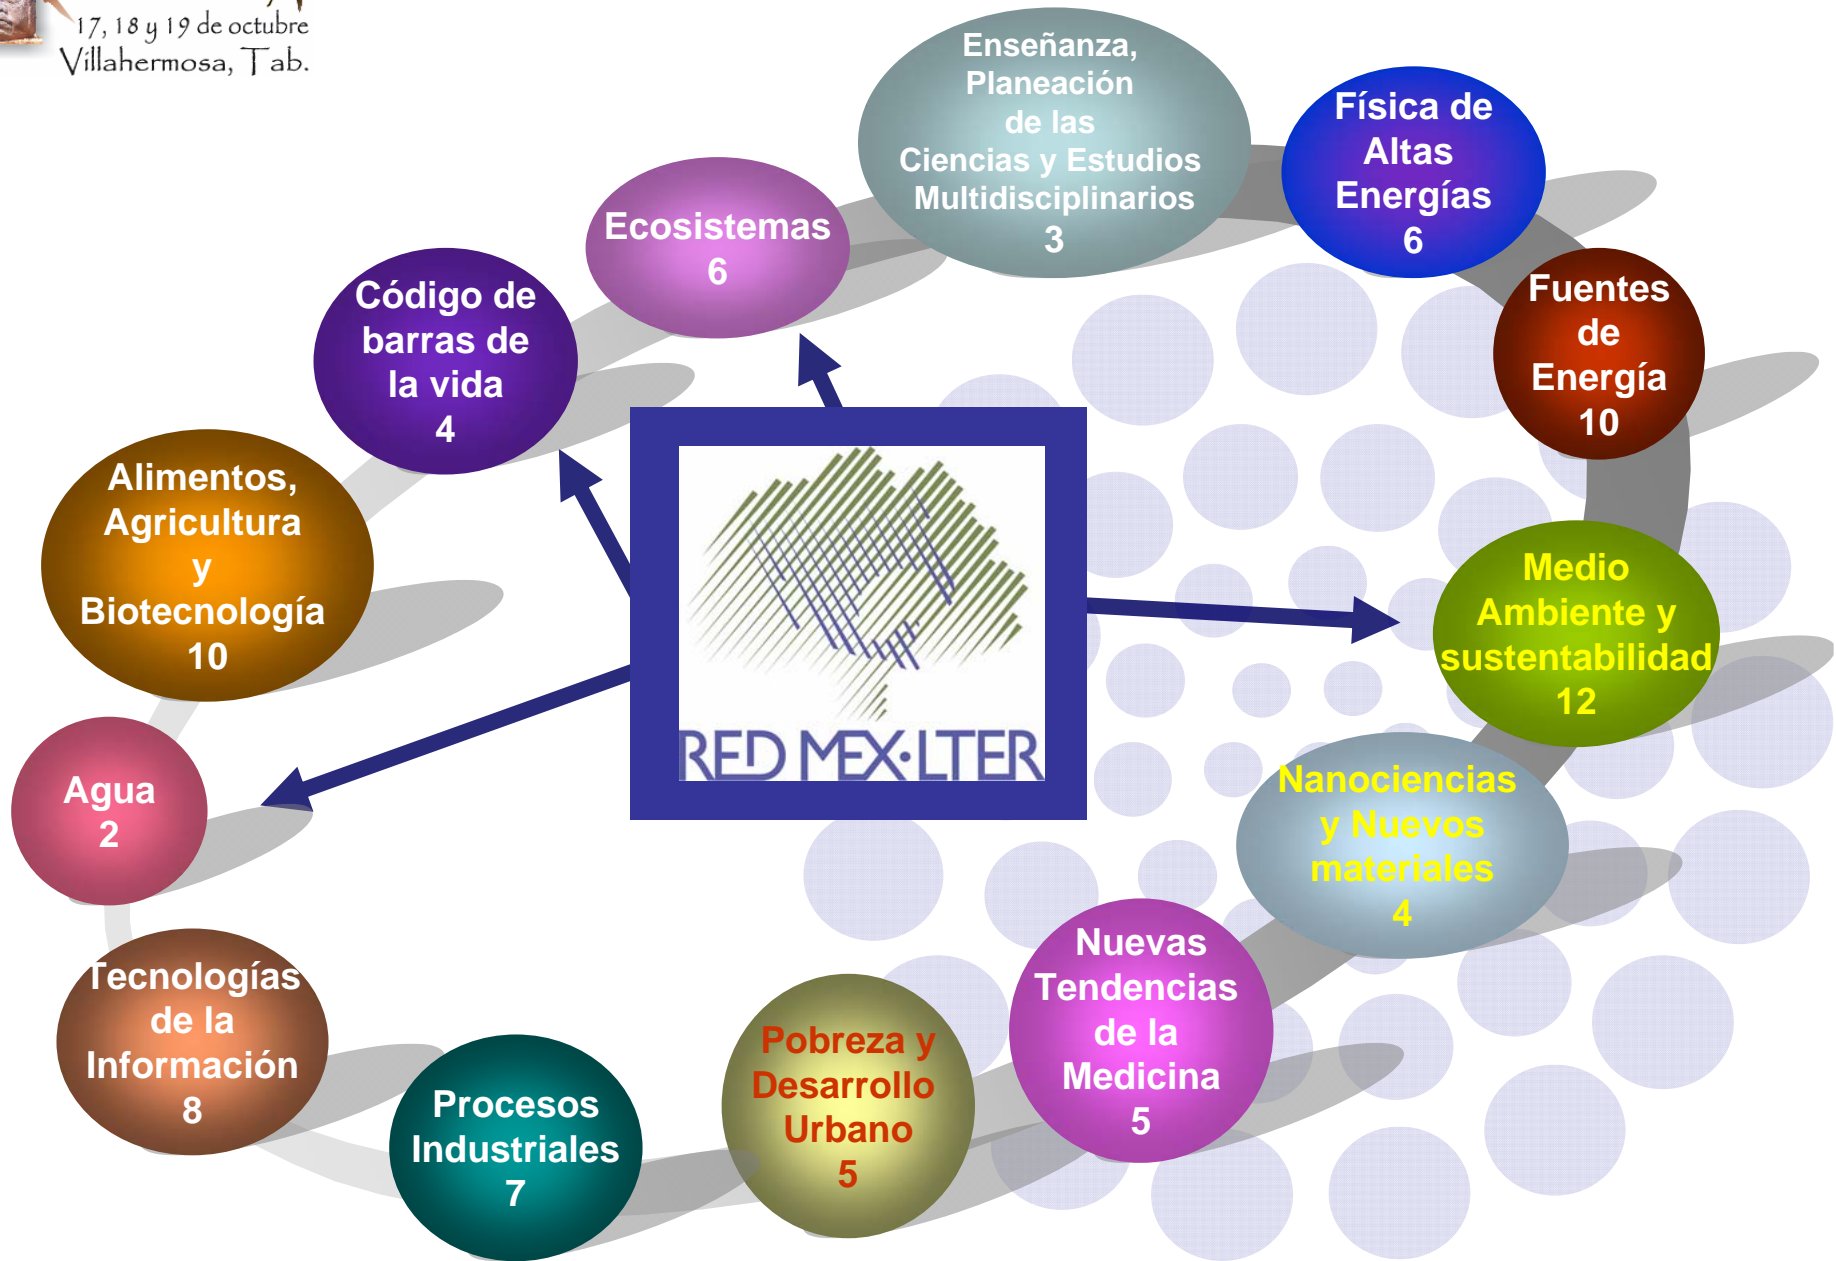 17, 18 y 19 de octubre
Villahermosa, Tab.
Enseñanza,
Planeación
de las
Ciencias y Estudios
Multidisciplinarios
3
Física de
Altas
Energías
6
Ecosistemas
6
Código de
barras de
la vida
4
Fuentes
de
Energía
10
Alimentos,
Agricultura
y
Biotecnología
10
Medio
Ambiente y
sustentabilidad
12
RED MEX·LTER
Agua
2
Nanociencias
y Nuevos
materiales
4
Nuevas
Tendencias
de la
Medicina
5
Tecnologías
de la
Información
8
Pobreza y
Desarrollo
Urbano
5
Procesos
Industriales
7